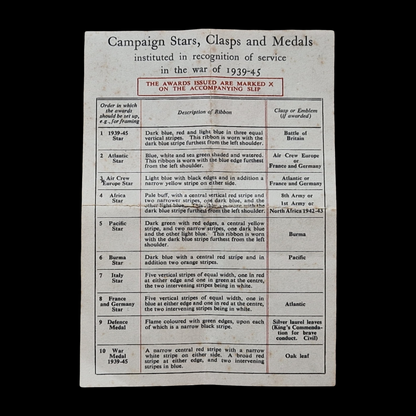 Campaign Stars, Clasps and Medals
instituted in recognition of service
in the war of 1939-45
THE AWARDS ISSUED ARE MARKED X
ON THE ACCOMPANYING SLIP
Order in which
the awards
should be set up,
e.g., for framing
Description of Ribbon
Clasp or Emblem
(if awarded)
1 1939-45
Star
Dark blue, red and light blue in three equal
vertical stripes. This ribbon is worn with the
dark blue stripe furthest from the left shoulder.
Battle of
Britain
2 Atlantic
Star
Blue, white and sea green shaded and watered.
This ribbon is worn with the blue edge furthest
from the left shoulder.
Air Crew Europe
or
France and Germany
3 Air Crew
Europe Star
Light blue with black edges and in addition a
narrow yellow stripe on either side.
Atlantic or
France and Germany
4 Africa
Star
Pale buff, with a central vertical red stripe and
two narrower stripes, one dark blue, and the
other light blue. This ribbon is worn with the
dark blue stripe furthest from the left shoulder.
8th Army or
1st Army or
North Africa 1942-43
5 Pacific
Star
Dark green with red edges, a central yellow
stripe, and two narrow stripes, one dark blue
and the other light blue. This ribbon is worn
with the dark blue stripe furthest from the left
shoulder.
Burma
6 Burma
Star
Dark blue with a central red stripe and in
addition two orange stripes.
Pacific
7 Italy
Star
Five vertical stripes of equal width, one in red
at either edge and one in green at the centre,
the two intervening stripes being in white.
8 France
and Germany
Star
Five vertical stripes of equal width, one in
blue at either edge and one in red at the centre,
the two intervening stripes being in white.
Atlantic
9 Defence
Medal
Flame coloured with green edges, upon each
of which is a narrow black stripe.
Silver laurel leaves
(King's Commenda-
tion for brave
conduct. Civil)
10 War
Medal
1939-45
A narrow central red stripe with a narrow
white stripe on either side. A broad red
stripe at either edge, and two intervening
stripes in blue.
Oak leaf